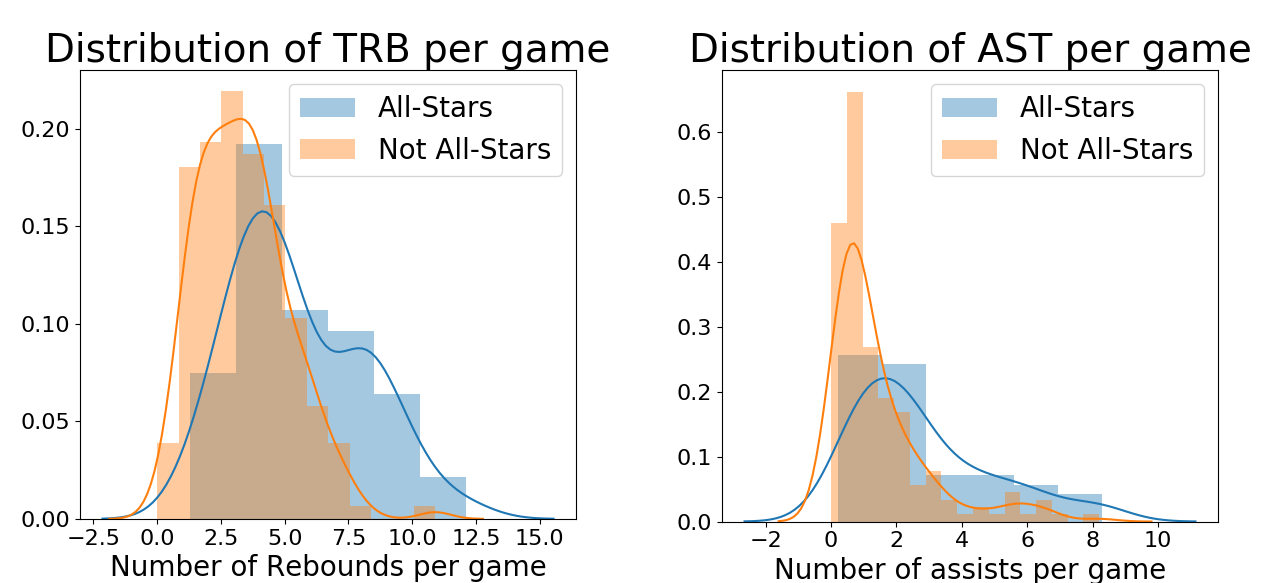 Distribution of TRB per game
All-Stars
Not All-Stars
0.20
0.15
0.10
0.05
0.00
−2.5 0.0 2.5 5.0 7.5 10.0 12.5 15.0
Number of Rebounds per game
Distribution of AST per game
All-Stars
Not All-Stars
0.6
0.5
0.4
0.3
0.2
0.1
0.0
−2 0 2 4 6 8 10
Number of assists per game